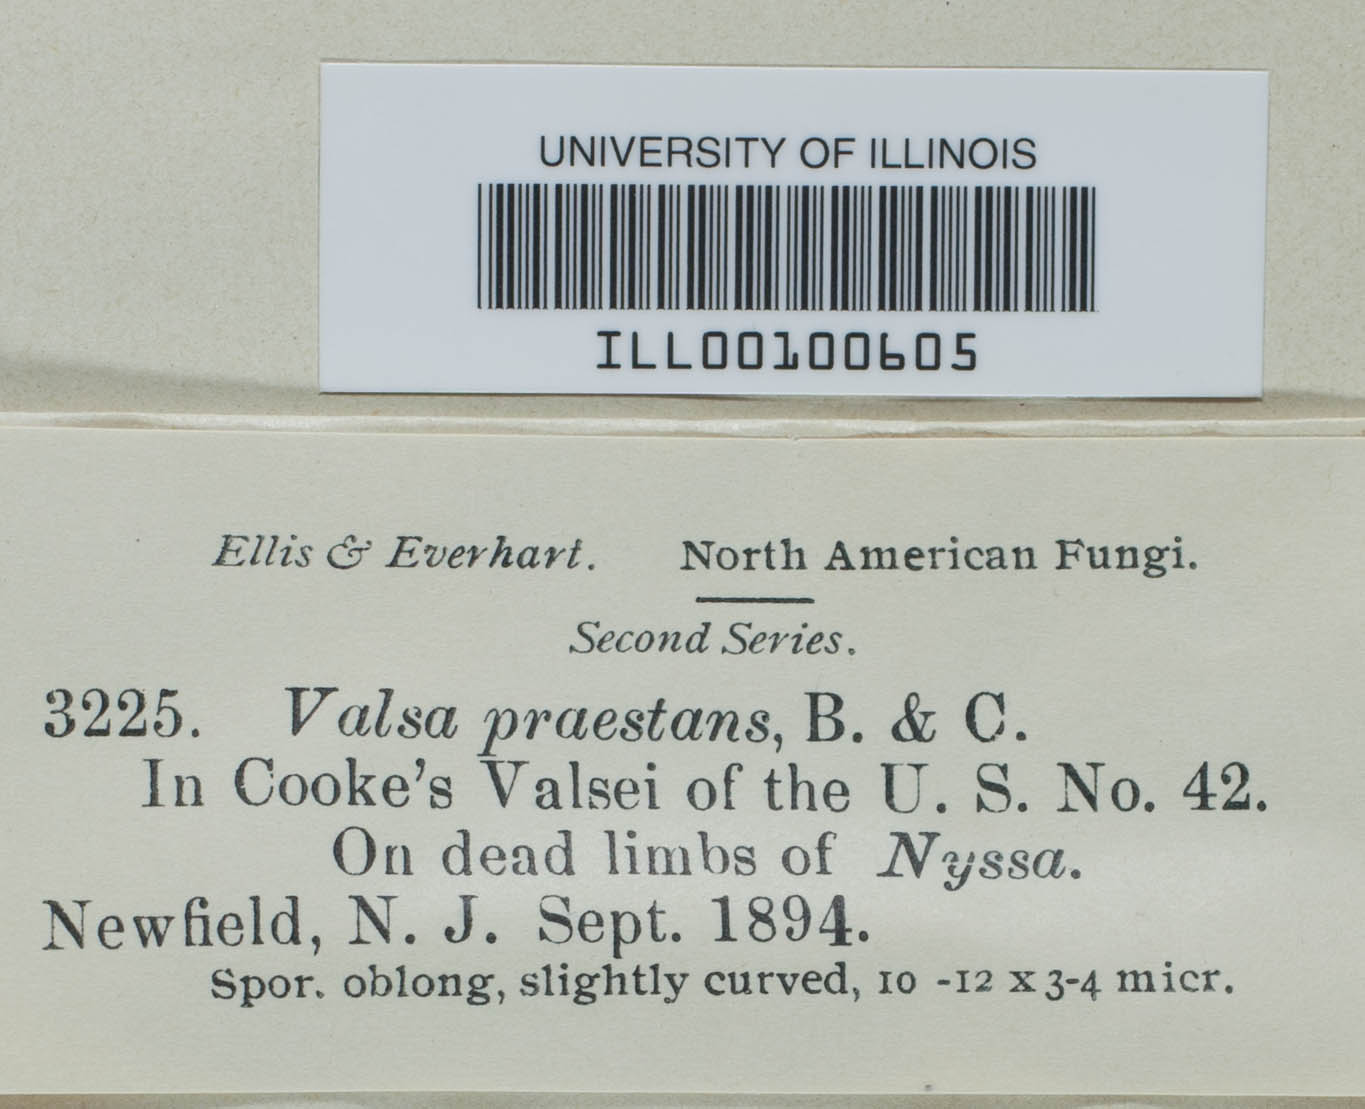 UNIVERSITY OF ILLINOIS
ILL00100605
Ellis & Everhart. North American Fungi.
Second Series.
3225. Valsa praestans, B. & C.
In Cooke's Valsei of the U. S. No. 42.
On dead limbs of Nyssa.
Newfield, N. J. Sept. 1894.
Spor. oblong, slightly curved, 10 -12 x 3-4 micr.